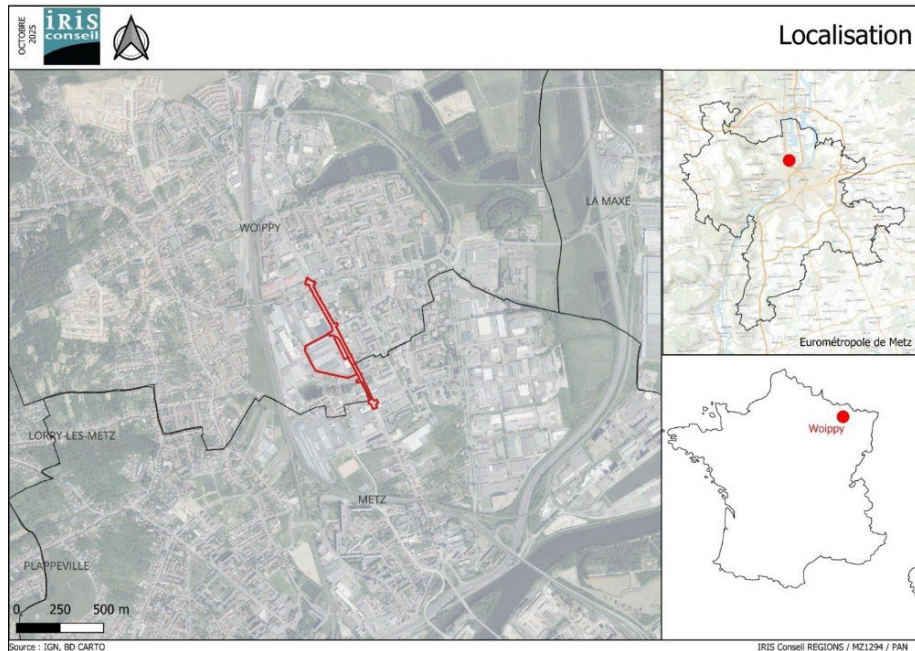 OCTOBRE
2025
iRiS
conseil
Localisation
WOIPPY
LA MAXE
LORRY-LES-METZ
METZ
PLAPPEVILLE
0 250 500 m
Eurométropole de Metz
Woippy
Source : IGN, BD CARTO
IRIS Conseil REGIONS / MZ1294 / PAN